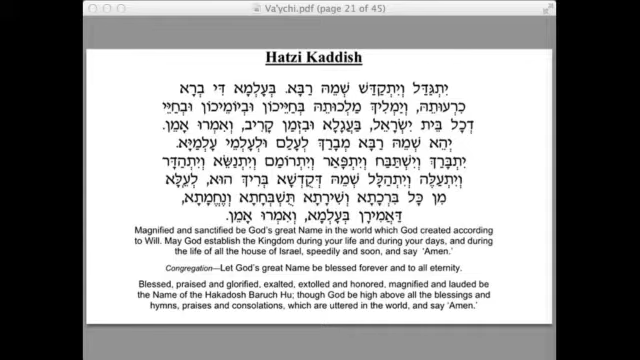 Va'ychi.pdf (page 21 of 45)
Hatzi Kaddish
יִתְגַּדַּל וְיִתְקַדַּשׁ שְׁמֵהּ רַבָּא. בְּעָלְמָא דִּי בְרָא
כִרְעוּתֵהּ, וְיַמְלִיךְ מַלְכוּתֵהּ בְּחַיֵּיכוֹן וּבְיוֹמֵיכוֹן וּבְחַיֵּי
דְכָל בֵּית יִשְׂרָאֵל, בַּעֲגָלָא וּבִזְמַן קָרִיב, וְאִמְרוּ אָמֵן.
יְהֵא שְׁמֵהּ רַבָּא מְבָרַךְ לְעָלַם וּלְעָלְמֵי עָלְמַיָּא.
יִתְבָּרַךְ וְיִשְׁתַּבַּח וְיִתְפָּאַר וְיִתְרוֹמַם וְיִתְנַשֵּׂא וְיִתְהַדָּר
וְיִתְעַלֶּה וְיִתְהַלָּל שְׁמֵהּ דְּקֻדְשָׁא בְּרִיךְ הוּא, לְעֵלָּא
מִן כָּל בִּרְכָתָא וְשִׁירָתָא תֻּשְׁבְּחָתָא וְנֶחֱמָתָא,
דַּאֲמִירָן בְּעָלְמָא, וְאִמְרוּ אָמֵן.
Magnified and sanctified be God's great Name in the world which God created according
to Will. May God establish the Kingdom during your life and during your days, and during
the life of all the house of Israel, speedily and soon, and say 'Amen.'
Congregation—Let God's great Name be blessed forever and to all eternity.
Blessed, praised and glorified, exalted, extolled and honored, magnified and lauded be
the Name of the Hakadosh Baruch Hu; though God be high above all the blessings and
hymns, praises and consolations, which are uttered in the world, and say 'Amen.'